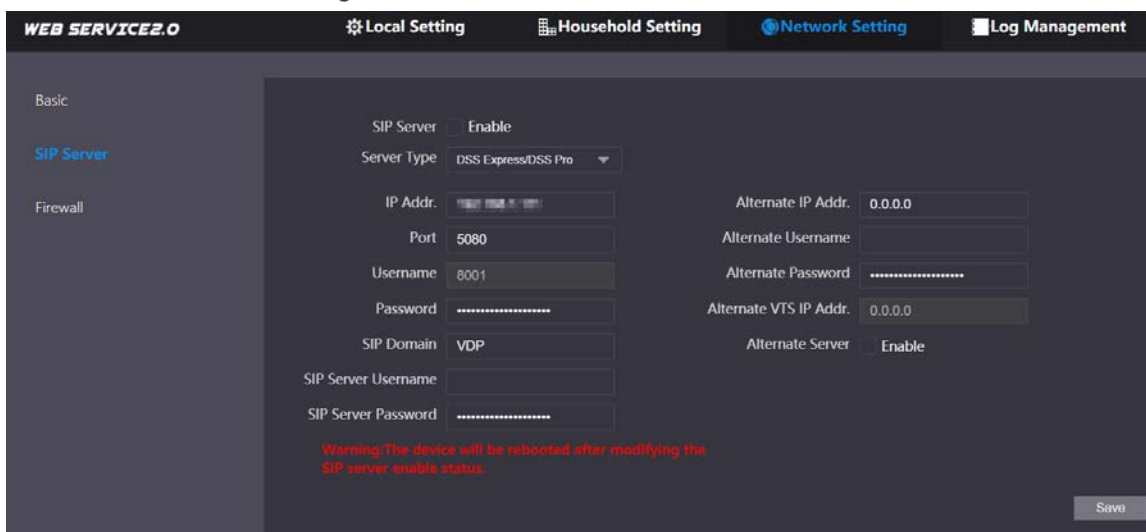 WEB SERVICE2.0 Local Setting Household Setting Network Setting Log Management
Basic
SIP Server
Firewall
SIP Server Enable
Server Type DSS Express/DSS Pro
IP Addr.
Port 5080
Username 8001
Password ••••••••••••••••••••
SIP Domain VDP
SIP Server Username
SIP Server Password ••••••••••••••••••••
Warning:The device will be rebooted after modifying the
SIP server enable status.
Alternate IP Addr. 0.0.0.0
Alternate Username
Alternate Password ••••••••••••••••••••
Alternate VTS IP Addr. 0.0.0.0
Alternate Server Enable
Save